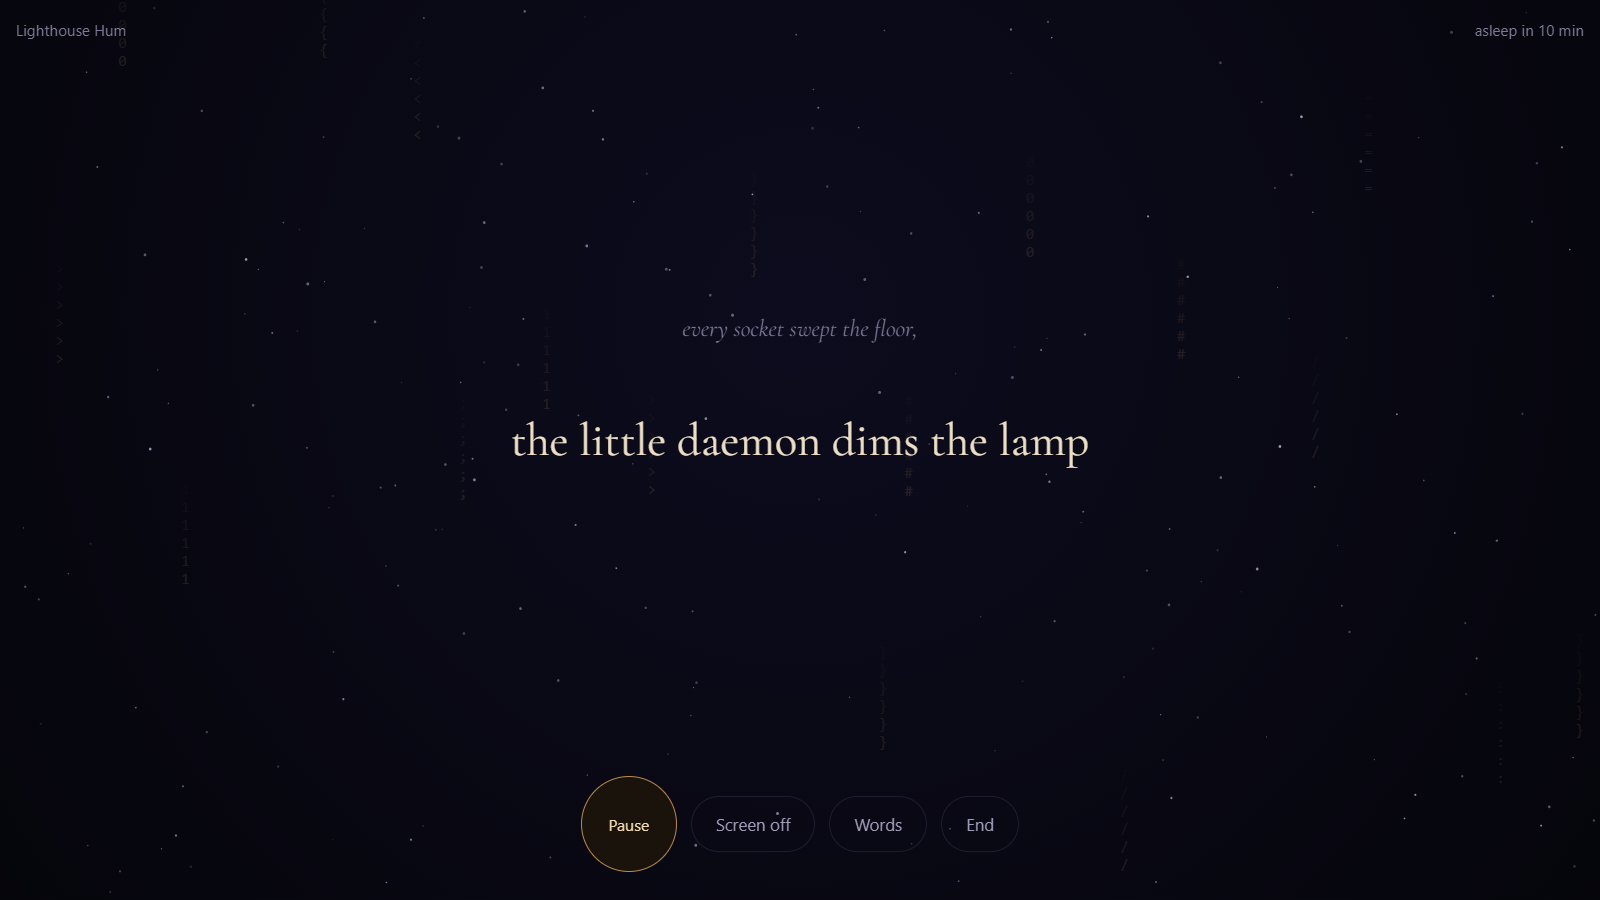 Lighthouse Hum
asleep in 10 min
every socket swept the floor,
the little daemon dims the lamp
Pause
Screen off
Words
End